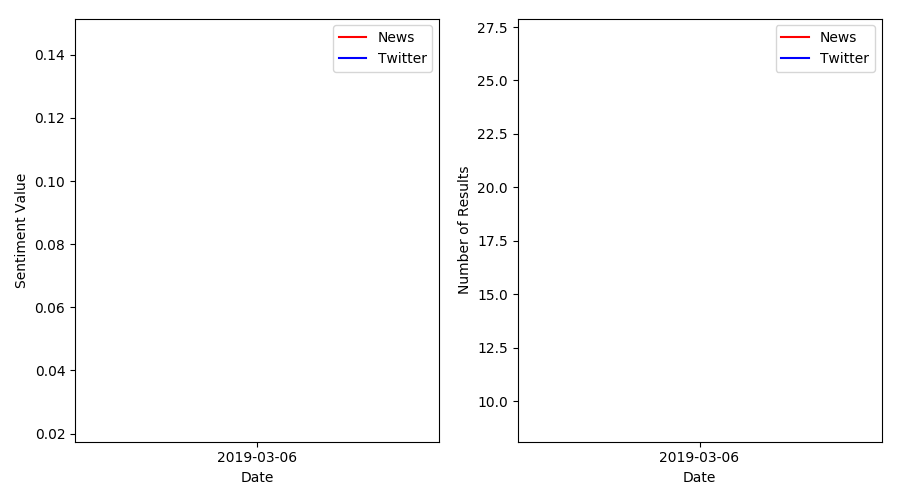 News
Twitter
0.14
0.12
0.10
0.08
0.06
0.04
0.02
Sentiment Value
2019-03-06
Date
News
Twitter
27.5
25.0
22.5
20.0
17.5
15.0
12.5
10.0
Number of Results
2019-03-06
Date